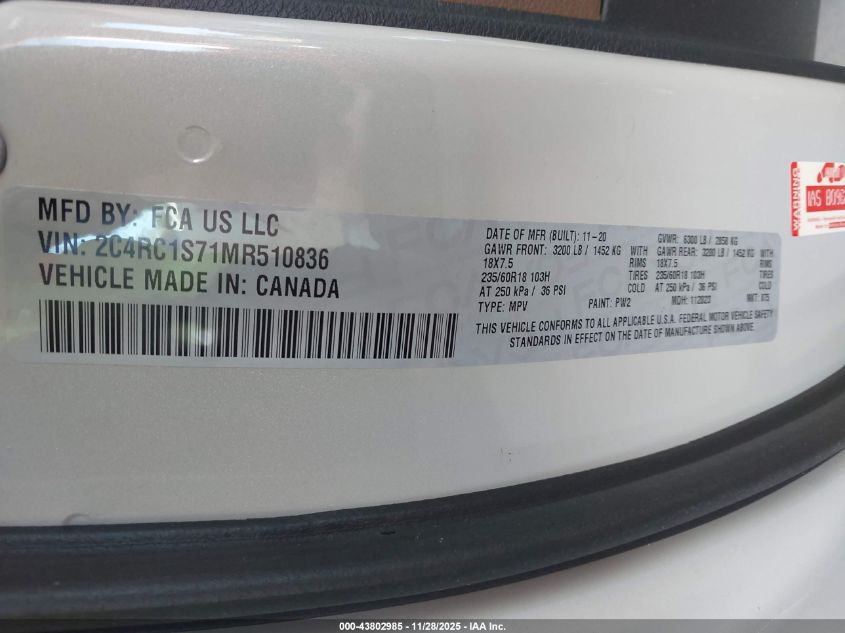 MFD BY: FCA US LLC
VIN: 2C4RC1S71MR510836
VEHICLE MADE IN: CANADA
DATE OF MFR (BUILT): 11-20 GVWR: 6300 LB / 2858 KG
GAWR FRONT: 3200 LB / 1452 KG WITH GAWR REAR: 3200 LB / 1452 KG WITH
18X7.5 RIMS 18X7.5 RIMS
235/60R18 103H TIRES 235/60R18 103H TIRES
AT 250 kPa / 36 PSI COLD AT 250 kPa / 36 PSI COLD
TYPE: MPV PAINT: PW2 MDH: 112020 MKT: X75
THIS VEHICLE CONFORMS TO ALL APPLICABLE U.S.A. FEDERAL MOTOR VEHICLE SAFETY
STANDARDS IN EFFECT ON THE DATE OF MANUFACTURE SHOWN ABOVE.
WARNING
IAS
000-43802985 - 11/28/2025 - IAA Inc.